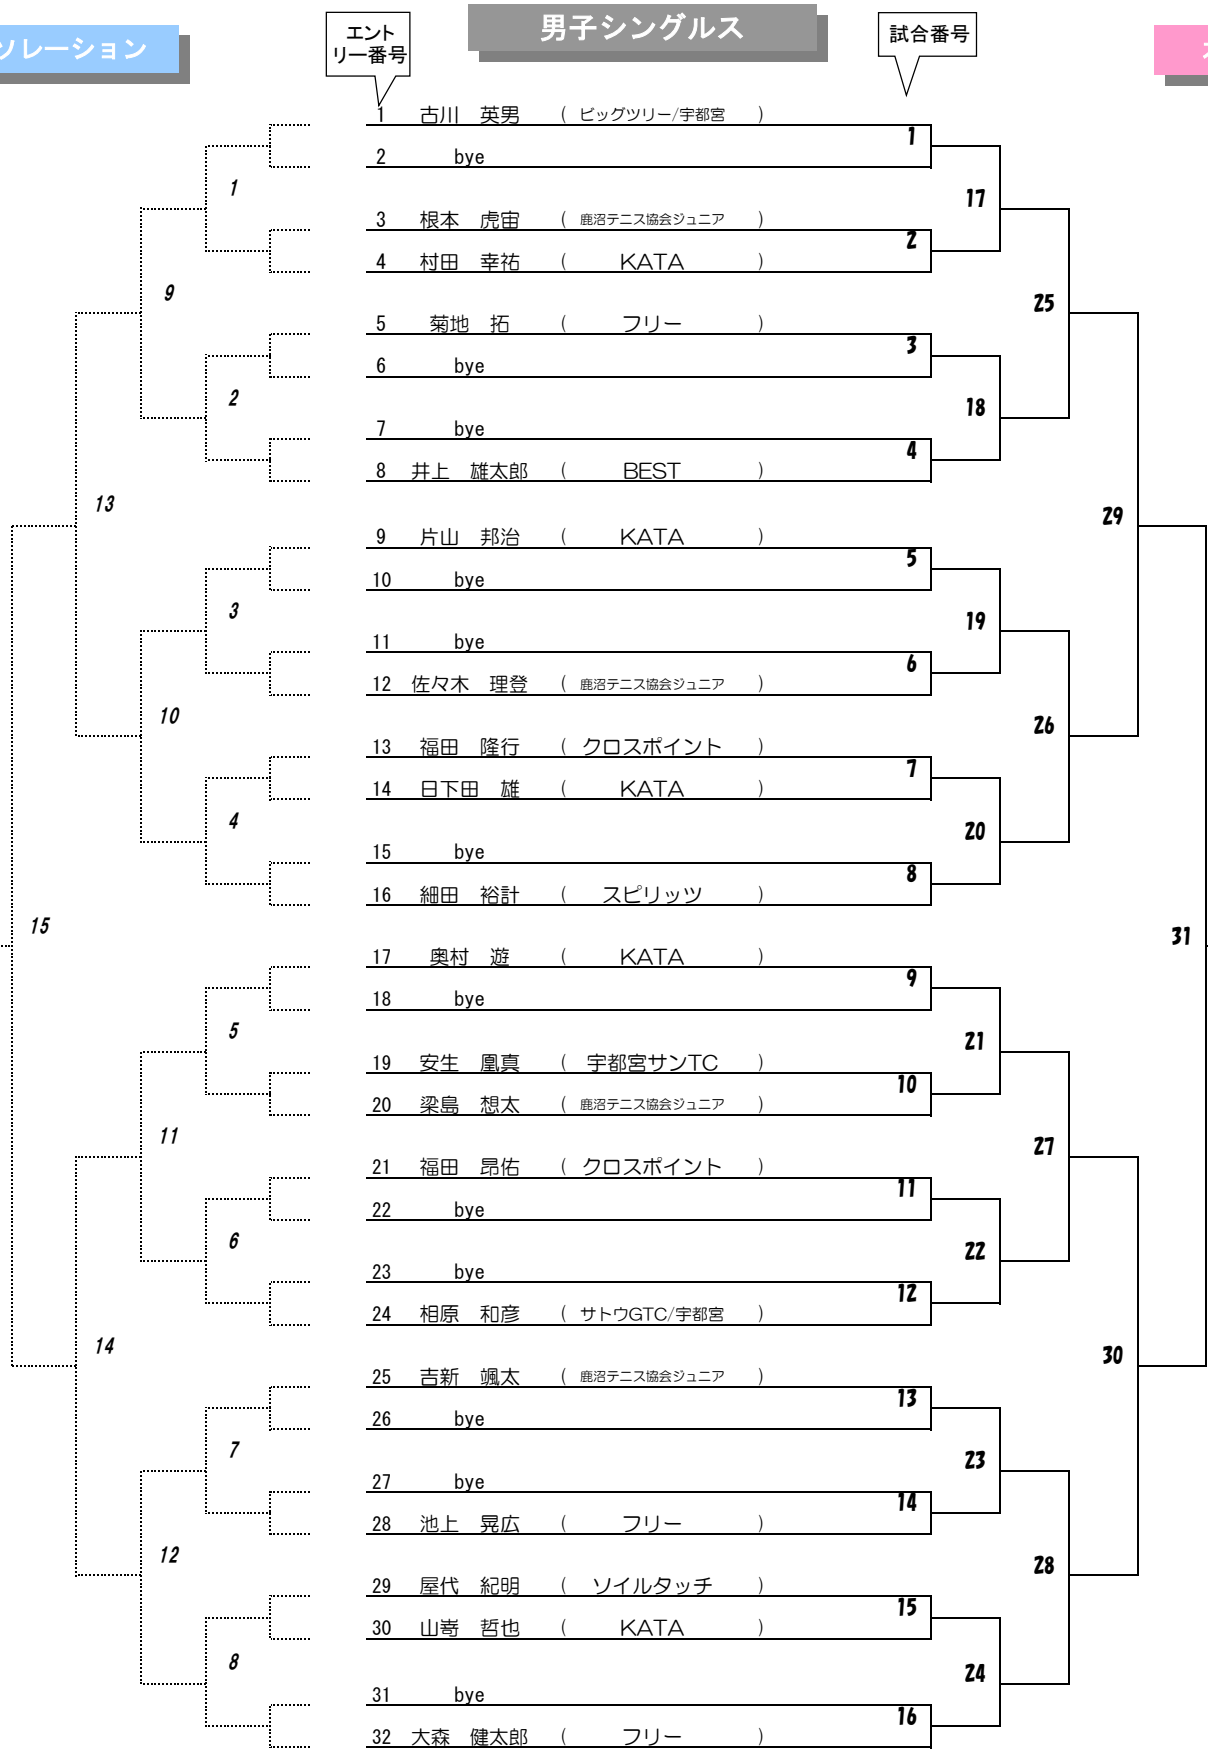 ソレーション
エント
リー番号
男子シングルス
試合番号
1 古川 英男 ( ビッグツリー/宇都宮 )
1
2 bye
1
17
3 根本 虎宙 ( 鹿沼テニス協会ジュニア )
2
4 村田 幸祐 ( KATA )
9
25
5 菊地 拓 ( フリー )
3
6 bye
2
18
7 bye
4
8 井上 雄太郎 ( BEST )
13
29
9 片山 邦治 ( KATA )
5
10 bye
3
19
11 bye
6
12 佐々木 理登 ( 鹿沼テニス協会ジュニア )
10
26
13 福田 隆行 ( クロスポイント )
7
14 日下田 雄 ( KATA )
4
20
15 bye
8
16 細田 裕計 ( スピリッツ )
15
31
17 奥村 遊 ( KATA )
9
18 bye
5
21
19 安生 凰真 ( 宇都宮サンTC )
10
20 梁島 想太 ( 鹿沼テニス協会ジュニア )
11
27
21 福田 昂佑 ( クロスポイント )
11
22 bye
6
22
23 bye
12
24 相原 和彦 ( サトウGTC/宇都宮 )
14
30
25 吉新 颯太 ( 鹿沼テニス協会ジュニア )
13
26 bye
7
23
27 bye
14
28 池上 晃広 ( フリー )
12
28
29 屋代 紀明 ( ソイルタッチ )
15
30 山嵜 哲也 ( KATA )
8
24
31 bye
16
32 大森 健太郎 ( フリー )